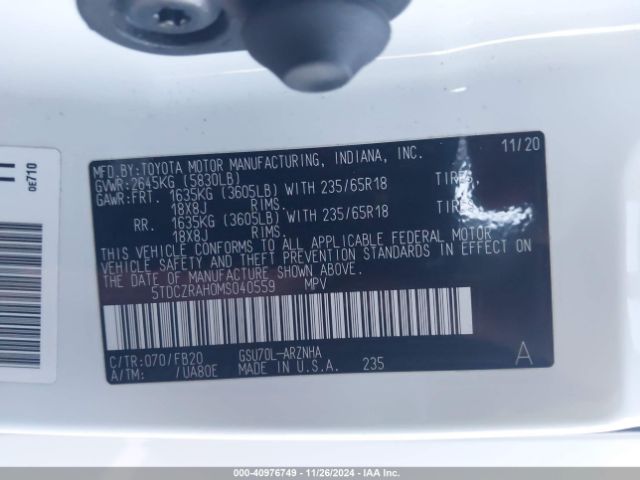 MFD.BY:TOYOTA MOTOR MANUFACTURING, INDIANA, INC. 11/20
GVWR:2645KG (5830LB)
GAWR:FRT. 1635KG (3605LB) WITH 235/65R18 TIRES,
18X8J RIMS.
RR. 1635KG (3605LB) WITH 235/65R18 TIRES,
18X8J RIMS.
THIS VEHICLE CONFORMS TO ALL APPLICABLE FEDERAL MOTOR
VEHICLE SAFETY AND THEFT PREVENTION STANDARDS IN EFFECT ON
THE DATE OF MANUFACTURE SHOWN ABOVE.
5TDCZRAH0MS040559 MPV
C/TR:070/FB20 GSU70L-ARZNHA A
A/TM: /UA80E MADE IN U.S.A. 235
0E710
000-40976749 - 11/26/2024 - IAA